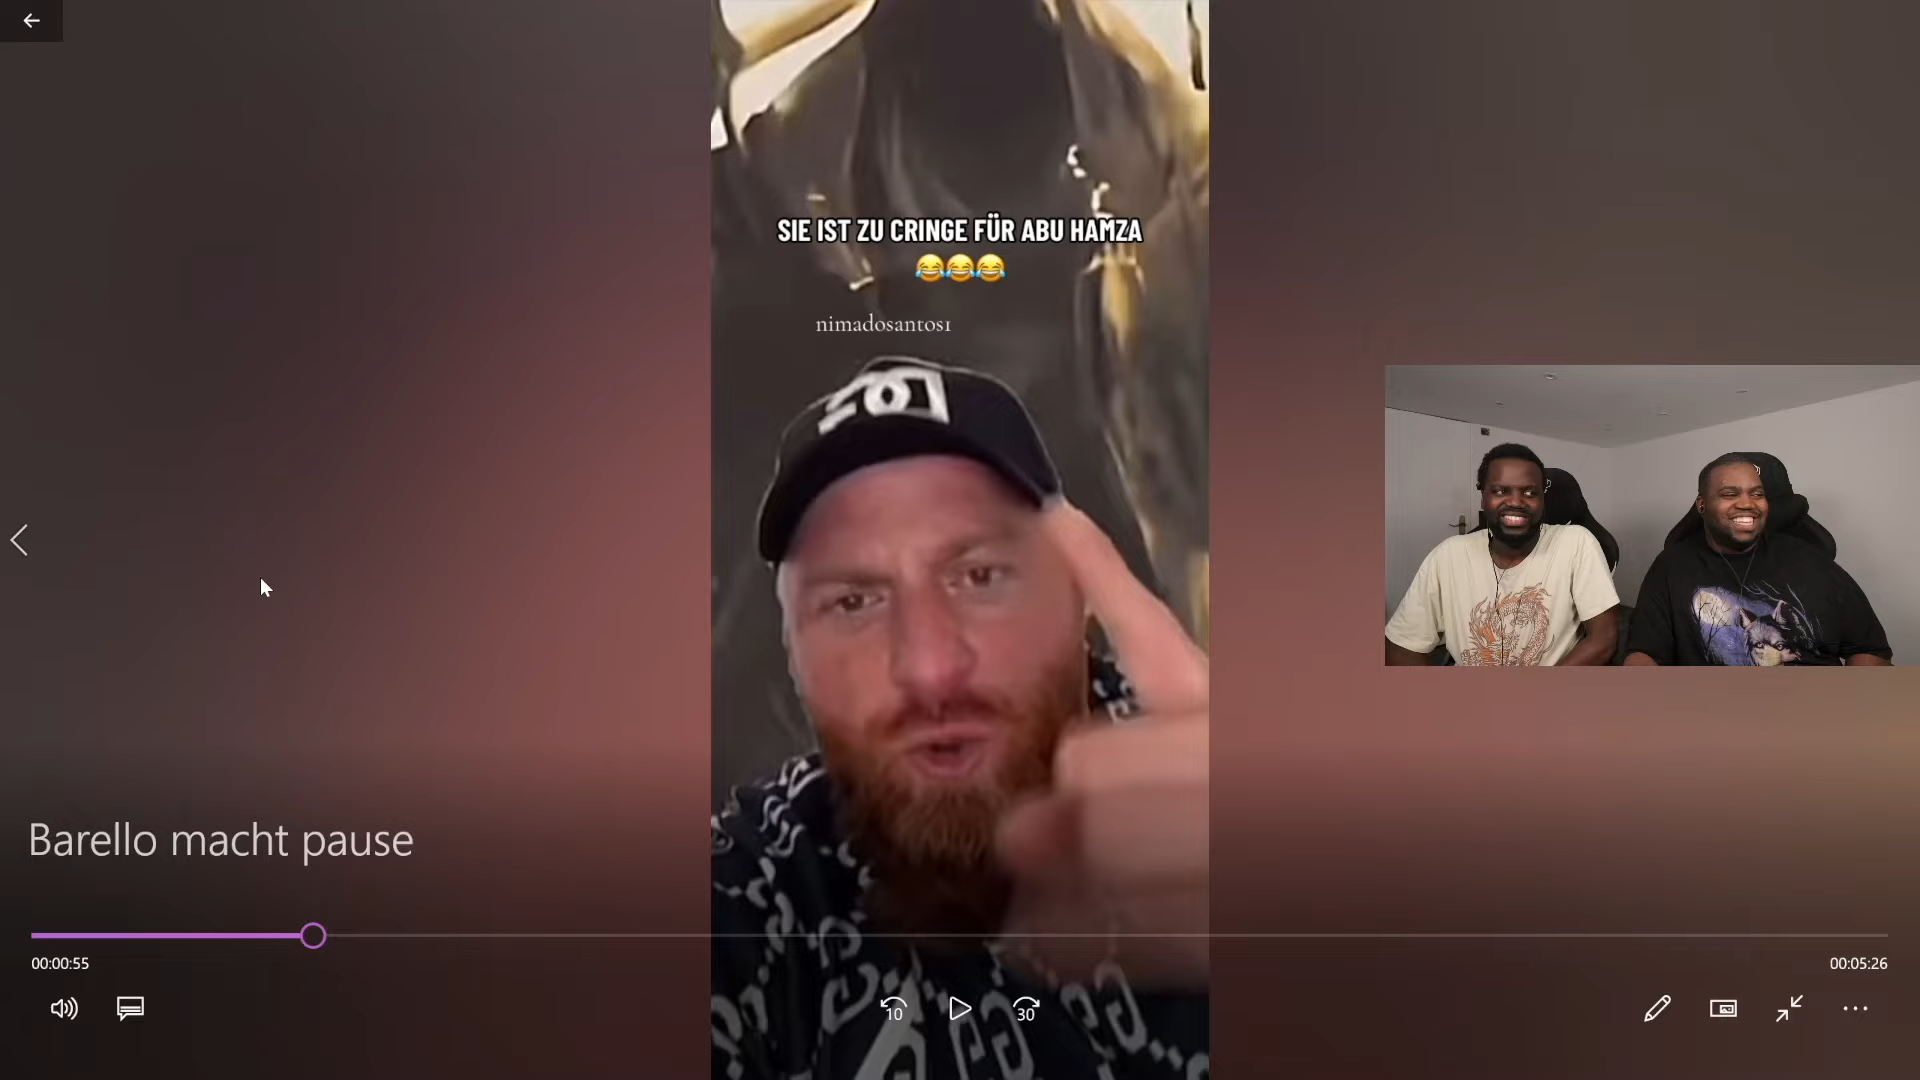 SIE IST ZU CRINGE FÜR ABU HAMZA
😂😂😂
nimadosantos1
Barello macht pause
00:00:55
00:05:26
10
30